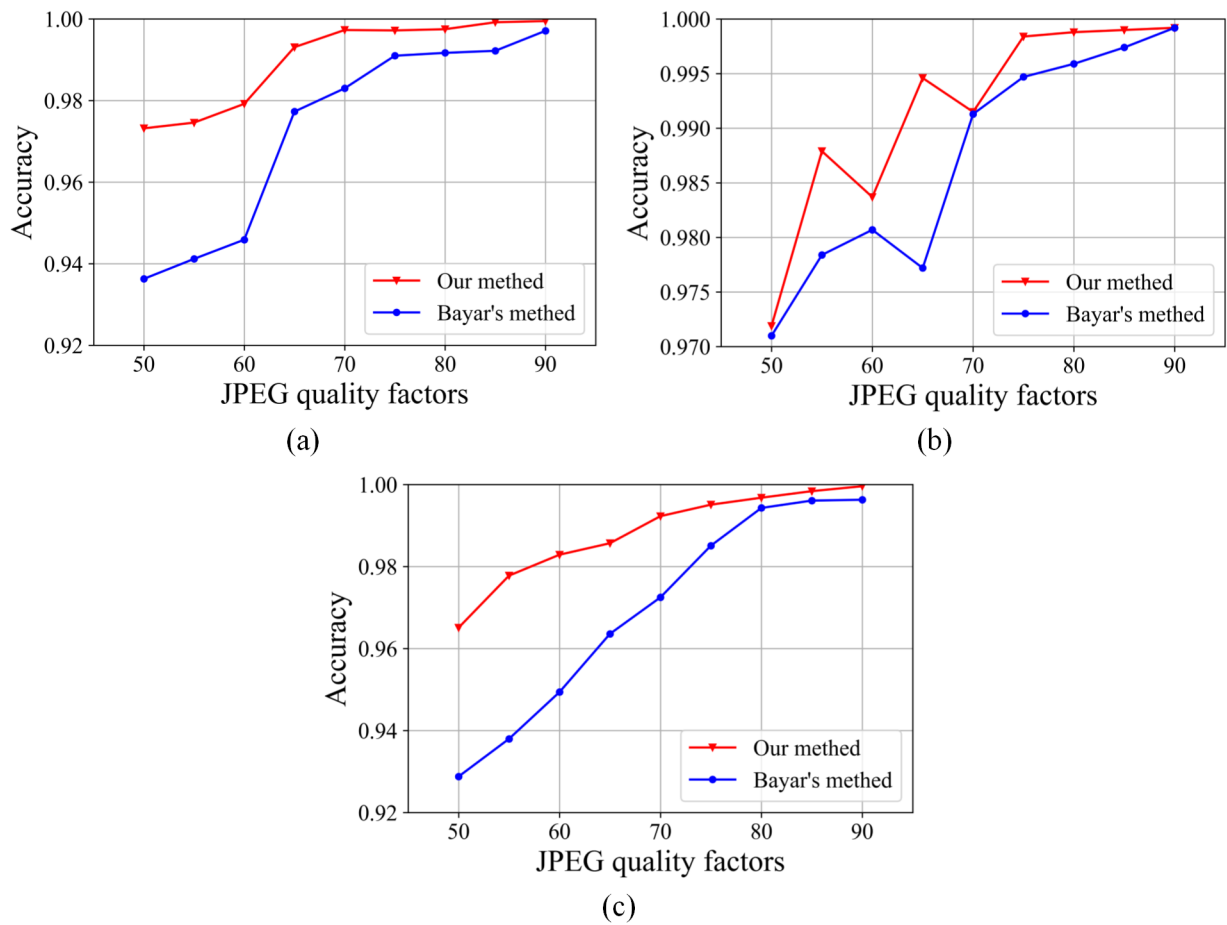 1.00
0.98
0.96
0.94
0.92
Accuracy
50 60 70 80 90
JPEG quality factors
Our methed
Bayar's methed
(a)
1.000
0.995
0.990
0.985
0.980
0.975
0.970
Accuracy
50 60 70 80 90
JPEG quality factors
Our methed
Bayar's methed
(b)
1.00
0.98
0.96
0.94
0.92
Accuracy
50 60 70 80 90
JPEG quality factors
Our methed
Bayar's methed
(c)